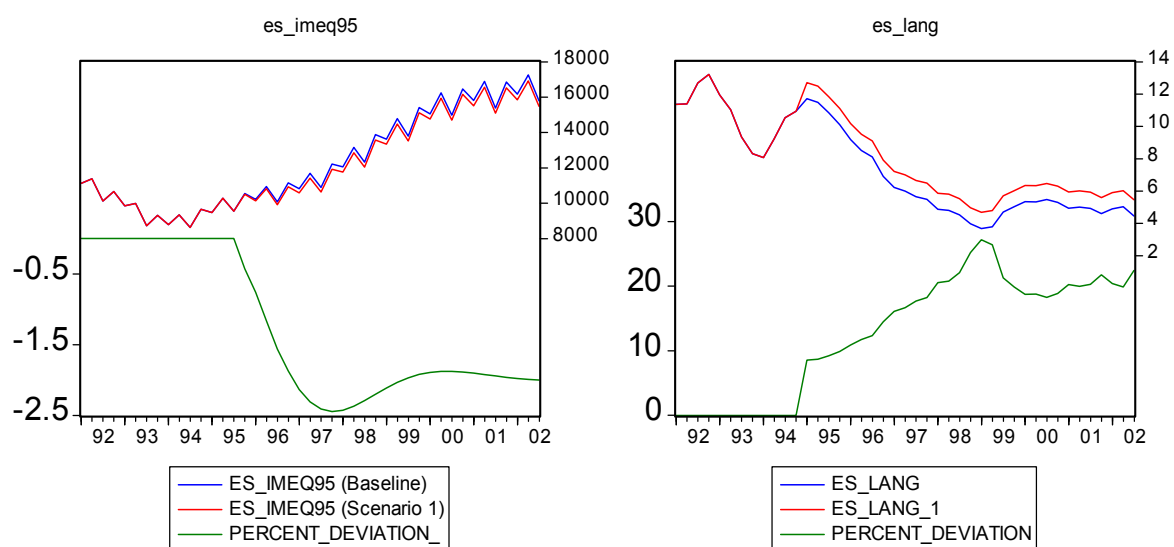 es_imeq95
18000
16000
14000
12000
10000
8000
-0.5
-1.5
-2.5
92 93 94 95 96 97 98 99 00 01 02
ES_IMEQ95 (Baseline)
ES_IMEQ95 (Scenario 1)
PERCENT_DEVIATION_
es_lang
14
12
10
8
6
4
2
30
20
10
0
92 93 94 95 96 97 98 99 00 01 02
ES_LANG
ES_LANG_1
PERCENT_DEVIATION